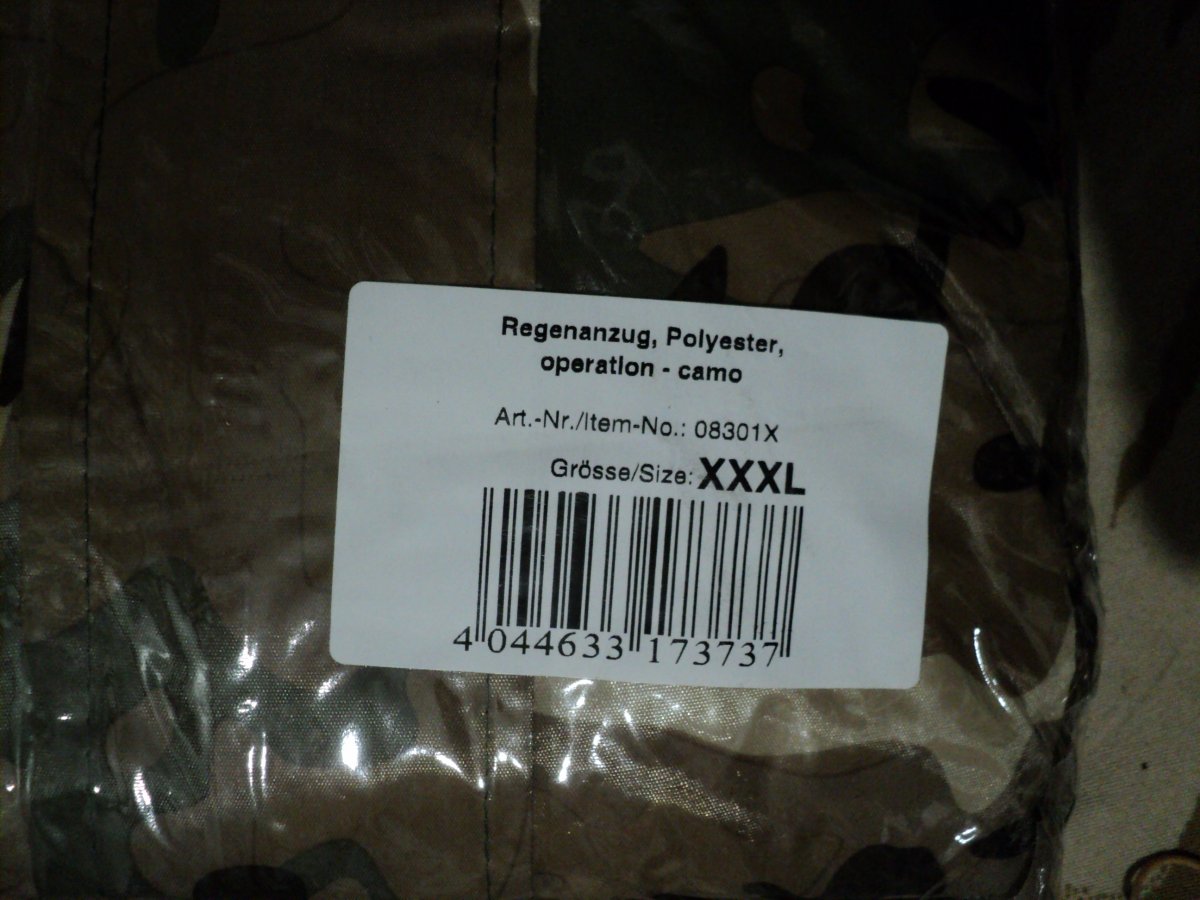 Regenanzug, Polyester,
operation - camo
Art.-Nr./Item-No.: 08301X
Grösse/Size: XXXL
4 044633 173737